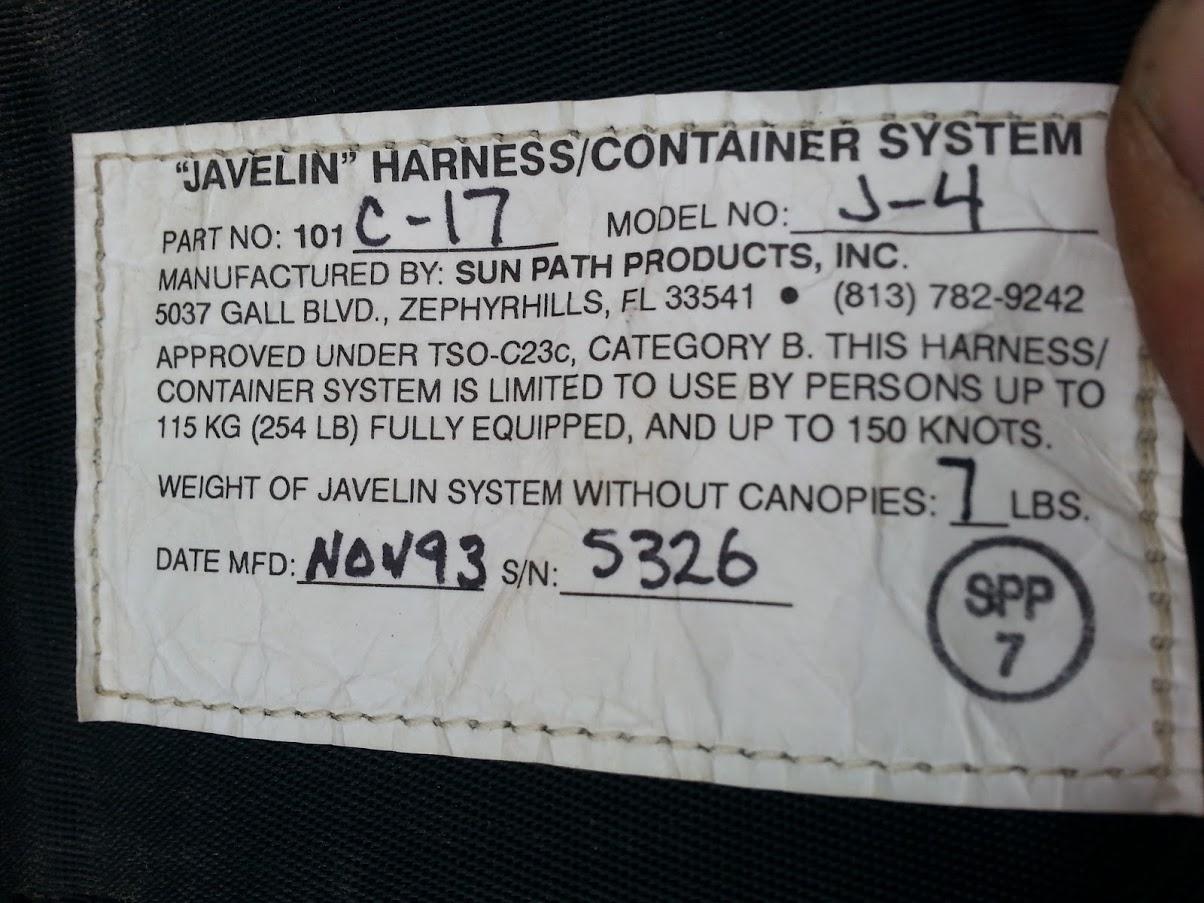 "JAVELIN" HARNESS/CONTAINER SYSTEM
PART NO: 101 C-17 MODEL NO: J-4
MANUFACTURED BY: SUN PATH PRODUCTS, INC.
5037 GALL BLVD., ZEPHYRHILLS, FL 33541 • (813) 782-9242
APPROVED UNDER TSO-C23c, CATEGORY B. THIS HARNESS/
CONTAINER SYSTEM IS LIMITED TO USE BY PERSONS UP TO
115 KG (254 LB) FULLY EQUIPPED, AND UP TO 150 KNOTS.
WEIGHT OF JAVELIN SYSTEM WITHOUT CANOPIES: 7 LBS.
DATE MFD: NOV93 S/N: 5326
SPP
7